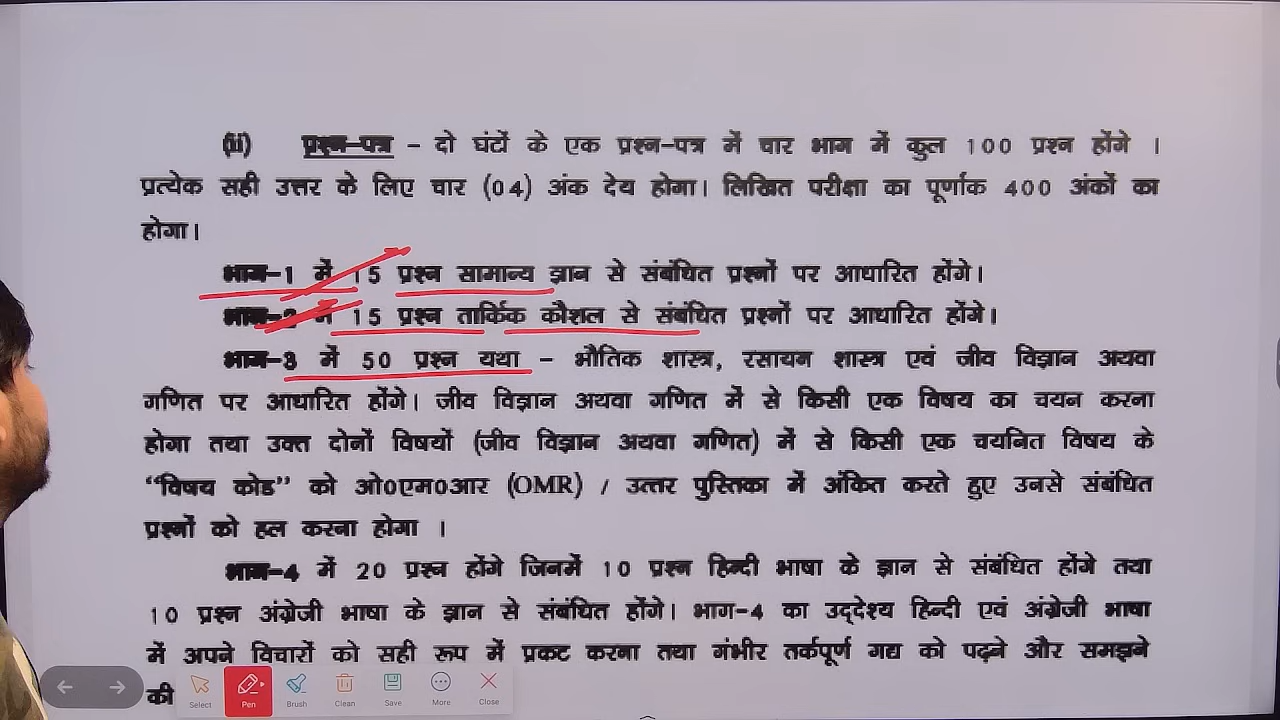 (ii) प्रश्न-पत्र - दो घंटों के एक प्रश्न-पत्र में चार भाग में कुल 100 प्रश्न होंगे ।
प्रत्येक सही उत्तर के लिए चार (04) अंक देय होगा। लिखित परीक्षा का पूर्णांक 400 अंकों का
होगा।
भाग-1 में 15 प्रश्न सामान्य ज्ञान से संबंधित प्रश्नों पर आधारित होंगे।
भाग-2 में 15 प्रश्न तार्किक कौशल से संबंधित प्रश्नों पर आधारित होंगे।
भाग-3 में 50 प्रश्न यथा - भौतिक शास्त्र, रसायन शास्त्र एवं जीव विज्ञान अथवा
गणित पर आधारित होंगे। जीव विज्ञान अथवा गणित में से किसी एक विषय का चयन करना
होगा तथा उक्त दोनों विषयों (जीव विज्ञान अथवा गणित) में से किसी एक चयनित विषय के
“विषय कोड” को ओ0एम0आर (OMR) / उत्तर पुस्तिका में अंकित करते हुए उनसे संबंधित
प्रश्नों को हल करना होगा ।
भाग-4 में 20 प्रश्न होंगे जिनमें 10 प्रश्न हिन्दी भाषा के ज्ञान से संबंधित होंगे तथा
10 प्रश्न अंग्रेजी भाषा के ज्ञान से संबंधित होंगे। भाग-4 का उद्देश्य हिन्दी एवं अंग्रेजी भाषा
में अपने विचारों को सही रूप में प्रकट करना तथा गंभीर तर्कपूर्ण गद्य को पढ़ने और समझने
की
Select Pen Brush Clean Save More Close